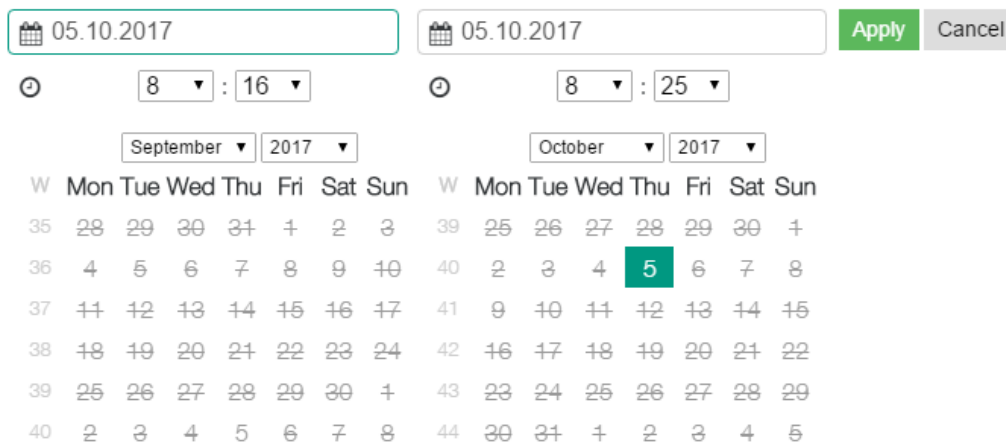 05.10.2017 05.10.2017 Apply Cancel
8 : 16 8 : 25
September 2017 October 2017
W Mon Tue Wed Thu Fri Sat Sun W Mon Tue Wed Thu Fri Sat Sun
35 28 29 30 31 1 2 3 39 25 26 27 28 29 30 1
36 4 5 6 7 8 9 10 40 2 3 4 5 6 7 8
37 11 12 13 14 15 16 17 41 9 10 11 12 13 14 15
38 18 19 20 21 22 23 24 42 16 17 18 19 20 21 22
39 25 26 27 28 29 30 1 43 23 24 25 26 27 28 29
40 2 3 4 5 6 7 8 44 30 31 1 2 3 4 5